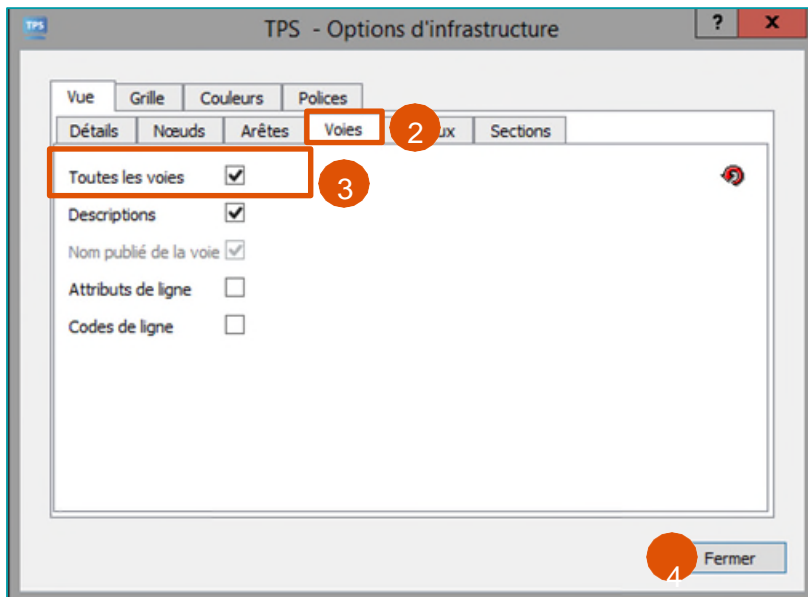 TPS
TPS - Options d'infrastructure
?
X
Vue Grille Couleurs Polices
Détails Nœuds Arêtes Voies 2 ux Sections
Toutes les voies
3
Descriptions
Nom publié de la voie
Attributs de ligne
Codes de ligne
4
Fermer